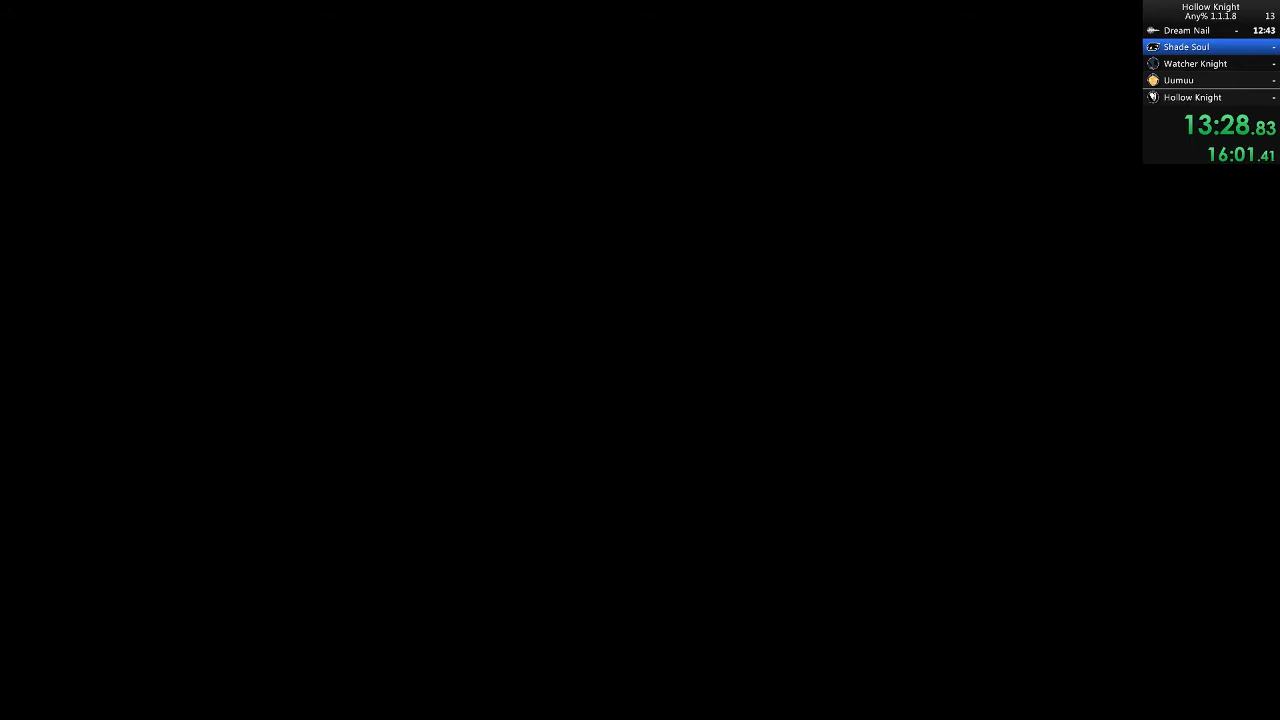 Hollow Knight
Any% 1.1.1.8 13
Dream Nail - 12:43
Shade Soul -
Watcher Knight -
Uumuu -
Hollow Knight -
13:28.83
16:01.41